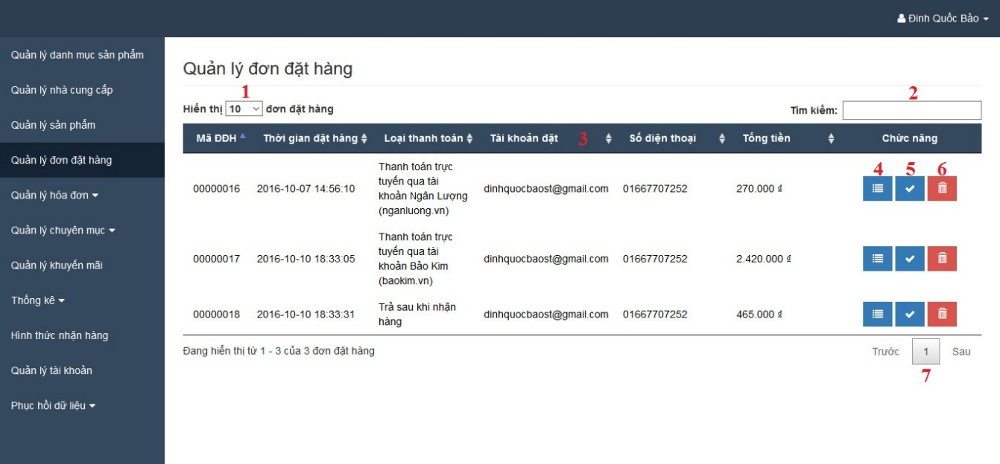 Đinh Quốc Bảo
Quản lý danh mục sản phẩm
Quản lý nhà cung cấp
Quản lý sản phẩm
Quản lý đơn đặt hàng
Quản lý hóa đơn
Quản lý chuyên mục
Quản lý khuyến mãi
Thống kê
Hình thức nhận hàng
Quản lý tài khoản
Phục hồi dữ liệu
Quản lý đơn đặt hàng
1
2
Hiển thị 10 đơn đặt hàng
Tìm kiếm:
Mã ĐĐH Thời gian đặt hàng Loại thanh toán Tài khoản đặt 3 Số điện thoại Tổng tiền Chức năng
4 5 6
00000016 2016-10-07 14:56:10 Thanh toán trực
tuyến qua tài
khoản Ngân Lượng
(nganluong.vn) dinhquocbaost@gmail.com 01667707252 270.000 ₫
00000017 2016-10-10 18:33:05 Thanh toán trực
tuyến qua tài
khoản Bảo Kim
(baokim.vn) dinhquocbaost@gmail.com 01667707252 2.420.000 ₫
00000018 2016-10-10 18:33:31 Trả sau khi nhận
hàng dinhquocbaost@gmail.com 01667707252 465.000 ₫
Đang hiển thị từ 1 - 3 của 3 đơn đặt hàng
Trước 1 Sau
7